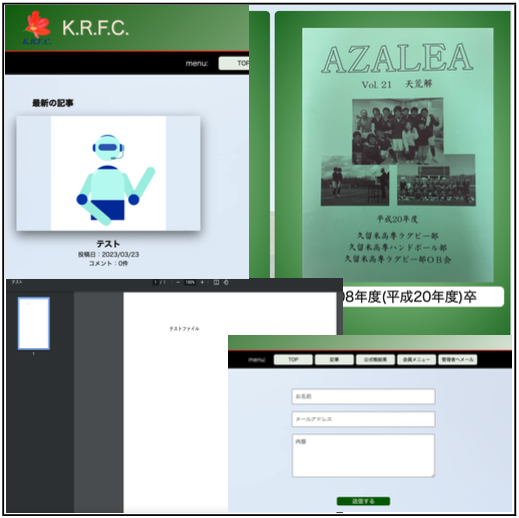 K.R.F.C.
K.R.F.C.
menu:
TOP
最新の記事
テスト
投稿日:2023/03/23
コメント:0件
AZALEA
Vol. 21 天荒解
平成20年度
久留米高専ラグビー部
久留米高専ハンドボール部
久留米高専ラグビー部OB会
08年度(平成20年度)卒
テスト
1 / 1
100%
1
テストファイル
menu:
TOP
記事
公式戦結果
会員メニュー
管理者へメール
お名前
メールアドレス
内容
送信する